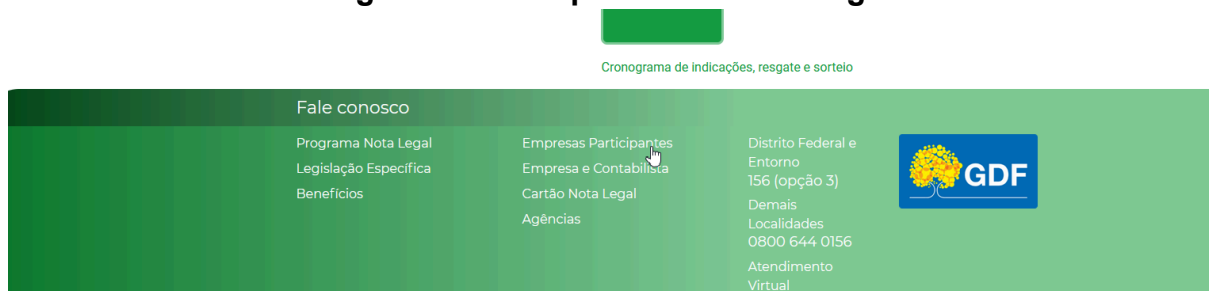 Cronograma de indicações, resgate e sorteio
Fale conosco
Programa Nota Legal
Legislação Específica
Benefícios
Empresas Participantes
Empresa e Contabilista
Cartão Nota Legal
Agências
Distrito Federal e
Entorno
156 (opção 3)
Demais
Localidades
0800 644 0156
Atendimento
Virtual
GDF